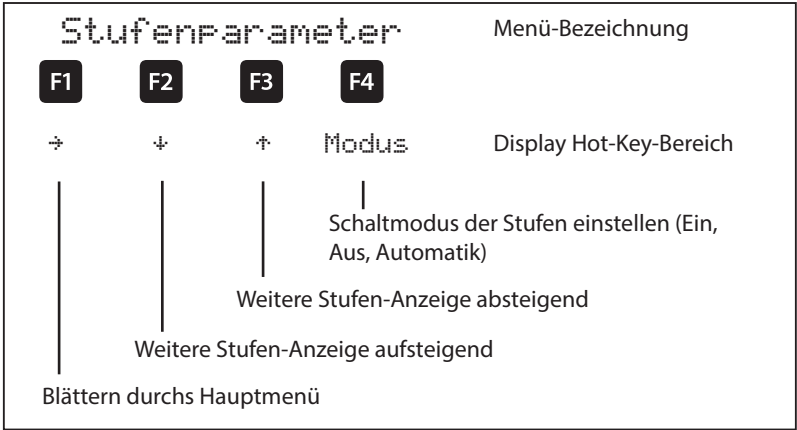 Stufenparameter Menü-Bezeichnung
F1 F2 F3 F4
→ ↓ ↑ Modus Display Hot-Key-Bereich
Schaltmodus der Stufen einstellen (Ein,
Aus, Automatik)
Weitere Stufen-Anzeige absteigend
Weitere Stufen-Anzeige aufsteigend
Blättern durchs Hauptmenü